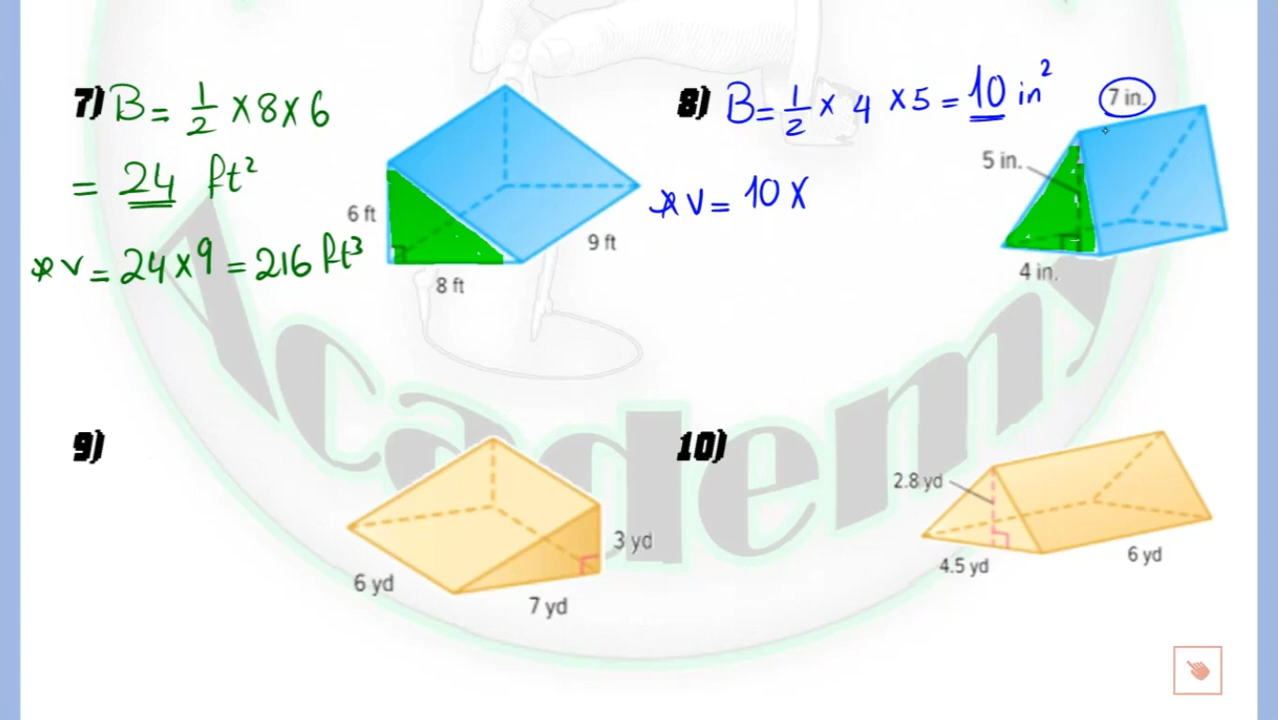 7) B = 1/2 × 8 × 6
= 24 ft²
* V = 24 × 9 = 216 ft³
6 ft
8 ft
9 ft
8) B = 1/2 × 4 × 5 = 10 in²
* V = 10 ×
7 in.
5 in.
4 in.
9)
6 yd
7 yd
3 yd
10)
2.8 yd
4.5 yd
6 yd
Academy